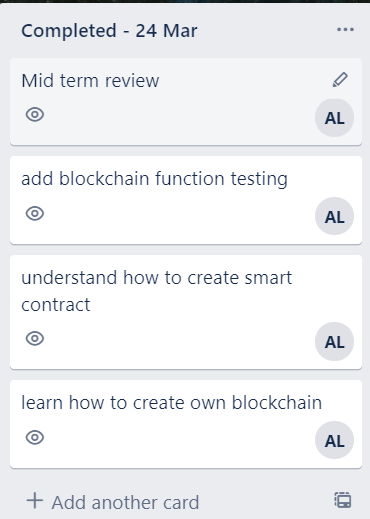 Completed - 24 Mar
Mid term review
AL
add blockchain function testing
AL
understand how to create smart
contract
AL
learn how to create own blockchain
AL
Add another card